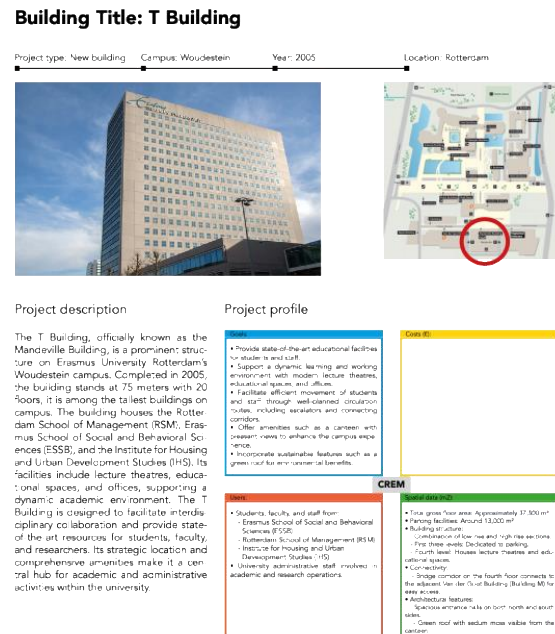 Building Title: T Building
Project type: New building
Campus: Woudestein
Year: 2005
Location: Rotterdam
Project description
The T Building, officially known as the
Mandeville Building, is a prominent struc-
ture on Erasmus University Rotterdam's
Woudestein campus. Completed in 2005,
the building stands at 75 meters with 20
floors, it is among the tallest buildings on
campus. The building houses the Rotter-
dam School of Management (RSM), Eras-
mus School of Social and Behavioral Sci-
ences (ESSB), and the Institute for Housing
and Urban Development Studies (IHS). Its
facilities include lecture theatres, educa-
tional spaces, and offices, supporting a
dynamic academic environment. The T
Building is designed to facilitate interdis-
ciplinary collaboration and provide state-
of the art resources for students, faculty,
and researchers. Its strategic location and
comprehensive amenities make it a cen-
tral hub for academic and administrative
activities within the university.
Project profile
Goals:
• Provide state-of-the-art educational facilities
for students and staff.
• Support a dynamic learning and working
environment with modern lecture theatres,
educational spaces, and offices.
• Facilitate efficient movement of students
and staff through well-planned circulation
routes, including escalators and connecting
corridors.
• Offer amenities such as a canteen with
pleasant views to enhance the campus expe-
rience.
• Incorporate sustainable features such as a
green roof for environmental benefits.
Costs (€):
CREM
Users:
• Students, faculty, and staff from:
- Erasmus School of Social and Behavioral
Sciences (ESSB)
- Rotterdam School of Management (RSM)
- Institute for Housing and Urban
Development Studies (IHS)
• University administrative staff involved in
academic and research operations.
Spatial data (m2):
• Total gross floor area: Approximately m²
• Parking facilities: Around 13,000 m²
• Building structure:
- Combination of low rise and high rise sections
- First three levels: Dedicated to parking.
- Fourth level: Houses lecture theatres and edu-
cational spaces.
• Connectivity:
- Bridge corridor on the fourth floor connects to
the adjacent Van der Goot Building (Building M) for
easy access.
• Architectural features:
- Spacious entrance halls on both north and south
sides.
- Green roof with sedum moss visible from the
canteen.